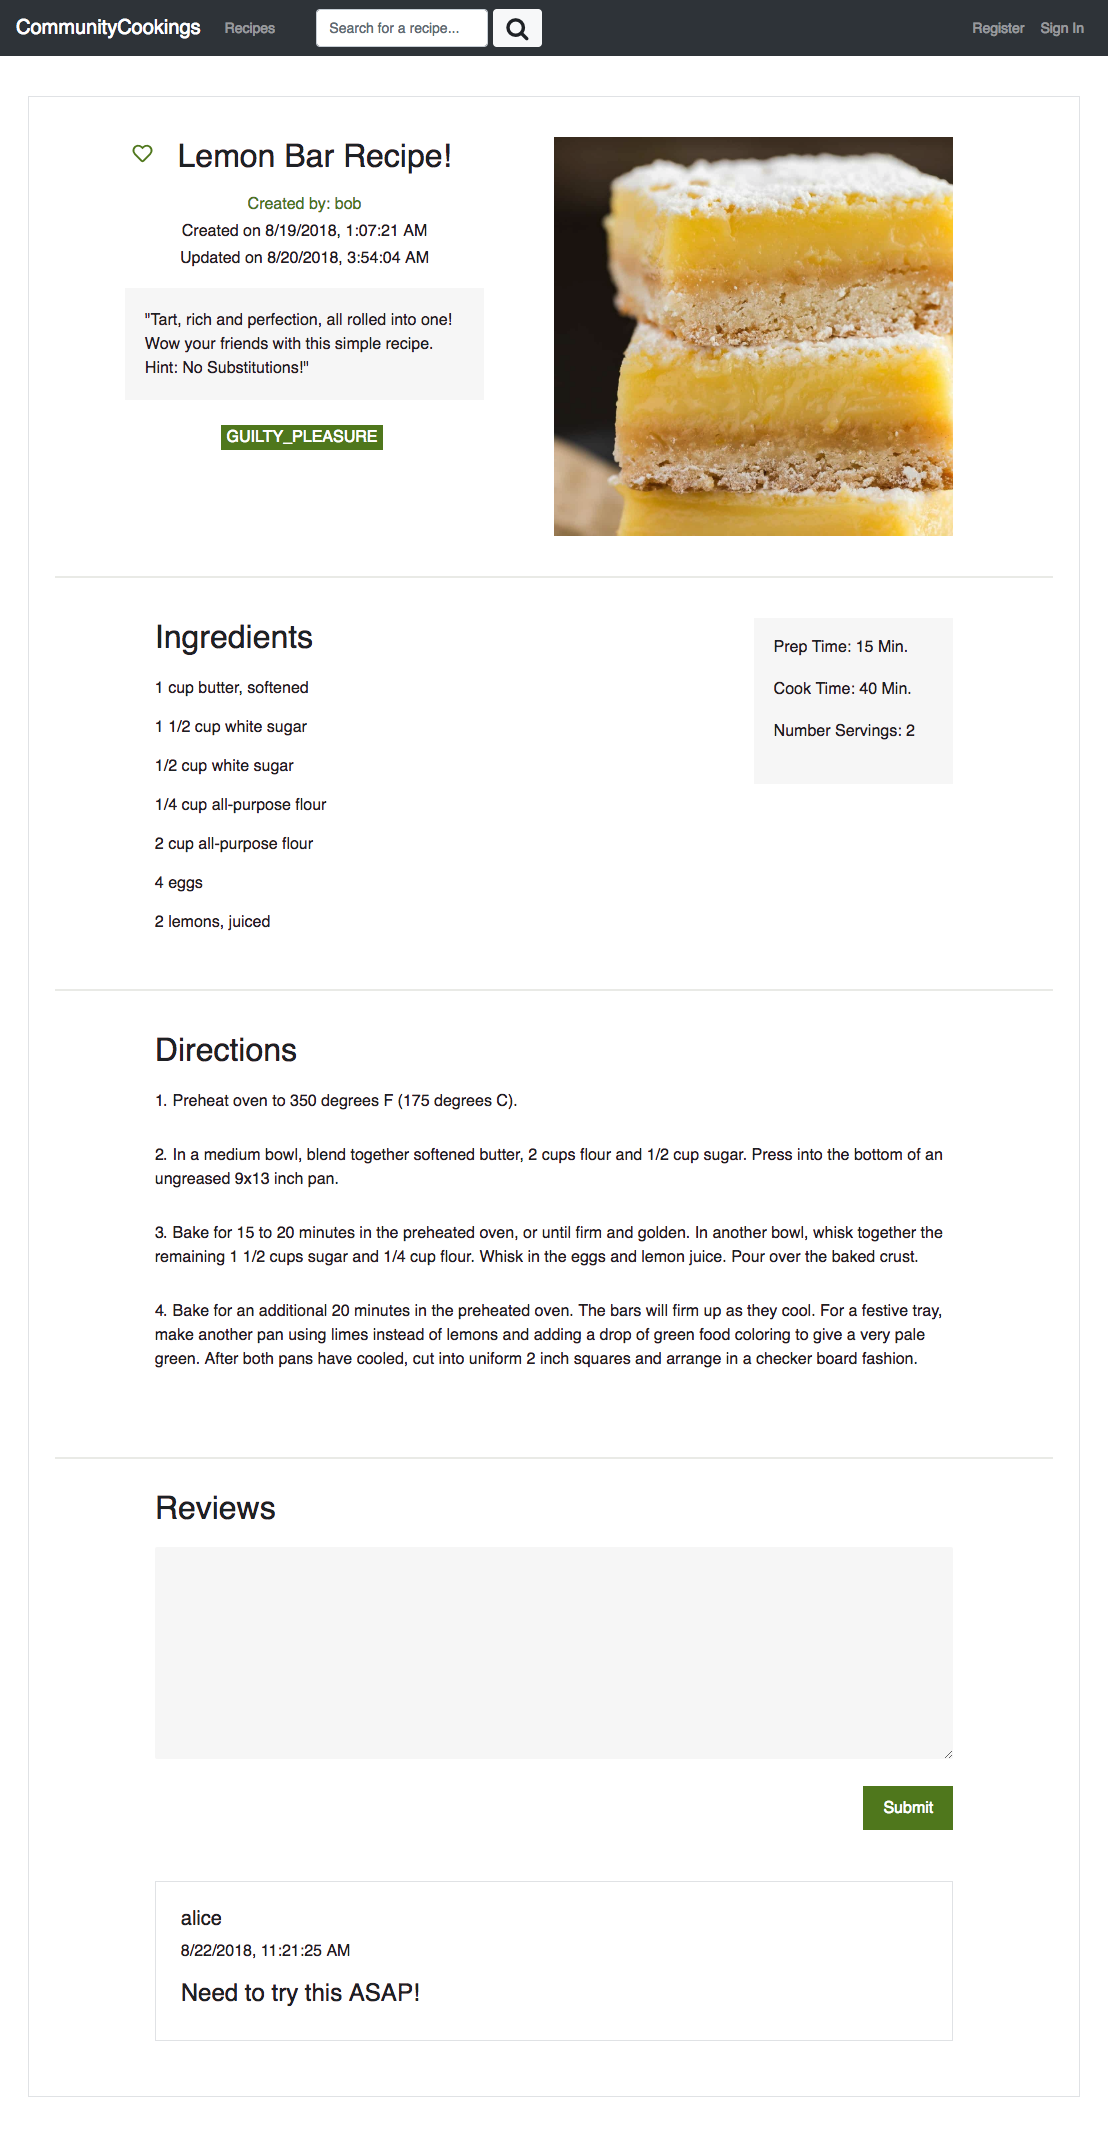 CommunityCookings Recipes Search for a recipe... Register Sign In
Lemon Bar Recipe!
Created by: bob
Created on 8/19/2018, 1:07:21 AM
Updated on 8/20/2018, 3:54:04 AM
"Tart, rich and perfection, all rolled into one!
Wow your friends with this simple recipe.
Hint: No Substitutions!"
GUILTY_PLEASURE
Ingredients
1 cup butter, softened
1 1/2 cup white sugar
1/2 cup white sugar
1/4 cup all-purpose flour
2 cup all-purpose flour
4 eggs
2 lemons, juiced
Prep Time: 15 Min.
Cook Time: 40 Min.
Number Servings: 2
Directions
1. Preheat oven to 350 degrees F (175 degrees C).
2. In a medium bowl, blend together softened butter, 2 cups flour and 1/2 cup sugar. Press into the bottom of an
ungreased 9x13 inch pan.
3. Bake for 15 to 20 minutes in the preheated oven, or until firm and golden. In another bowl, whisk together the
remaining 1 1/2 cups sugar and 1/4 cup flour. Whisk in the eggs and lemon juice. Pour over the baked crust.
4. Bake for an additional 20 minutes in the preheated oven. The bars will firm up as they cool. For a festive tray,
make another pan using limes instead of lemons and adding a drop of green food coloring to give a very pale
green. After both pans have cooled, cut into uniform 2 inch squares and arrange in a checker board fashion.
Reviews
Submit
alice
8/22/2018, 11:21:25 AM
Need to try this ASAP!